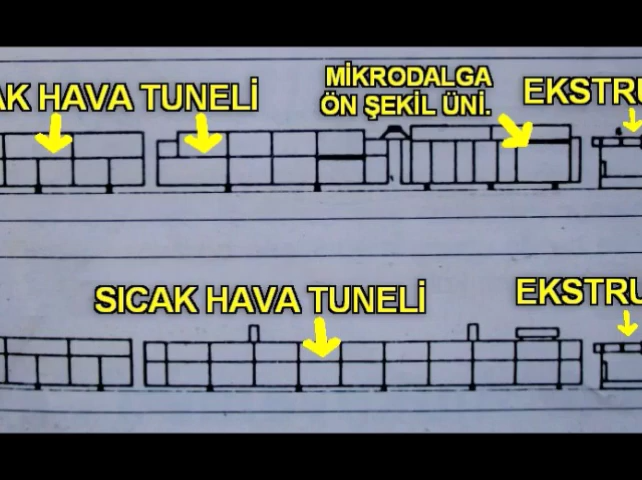 AK HAVA TUNELİ
MİKRODALGA
ÖN ŞEKİL ÜNİ.
EKSTRU
SICAK HAVA TUNELİ
EKSTRU